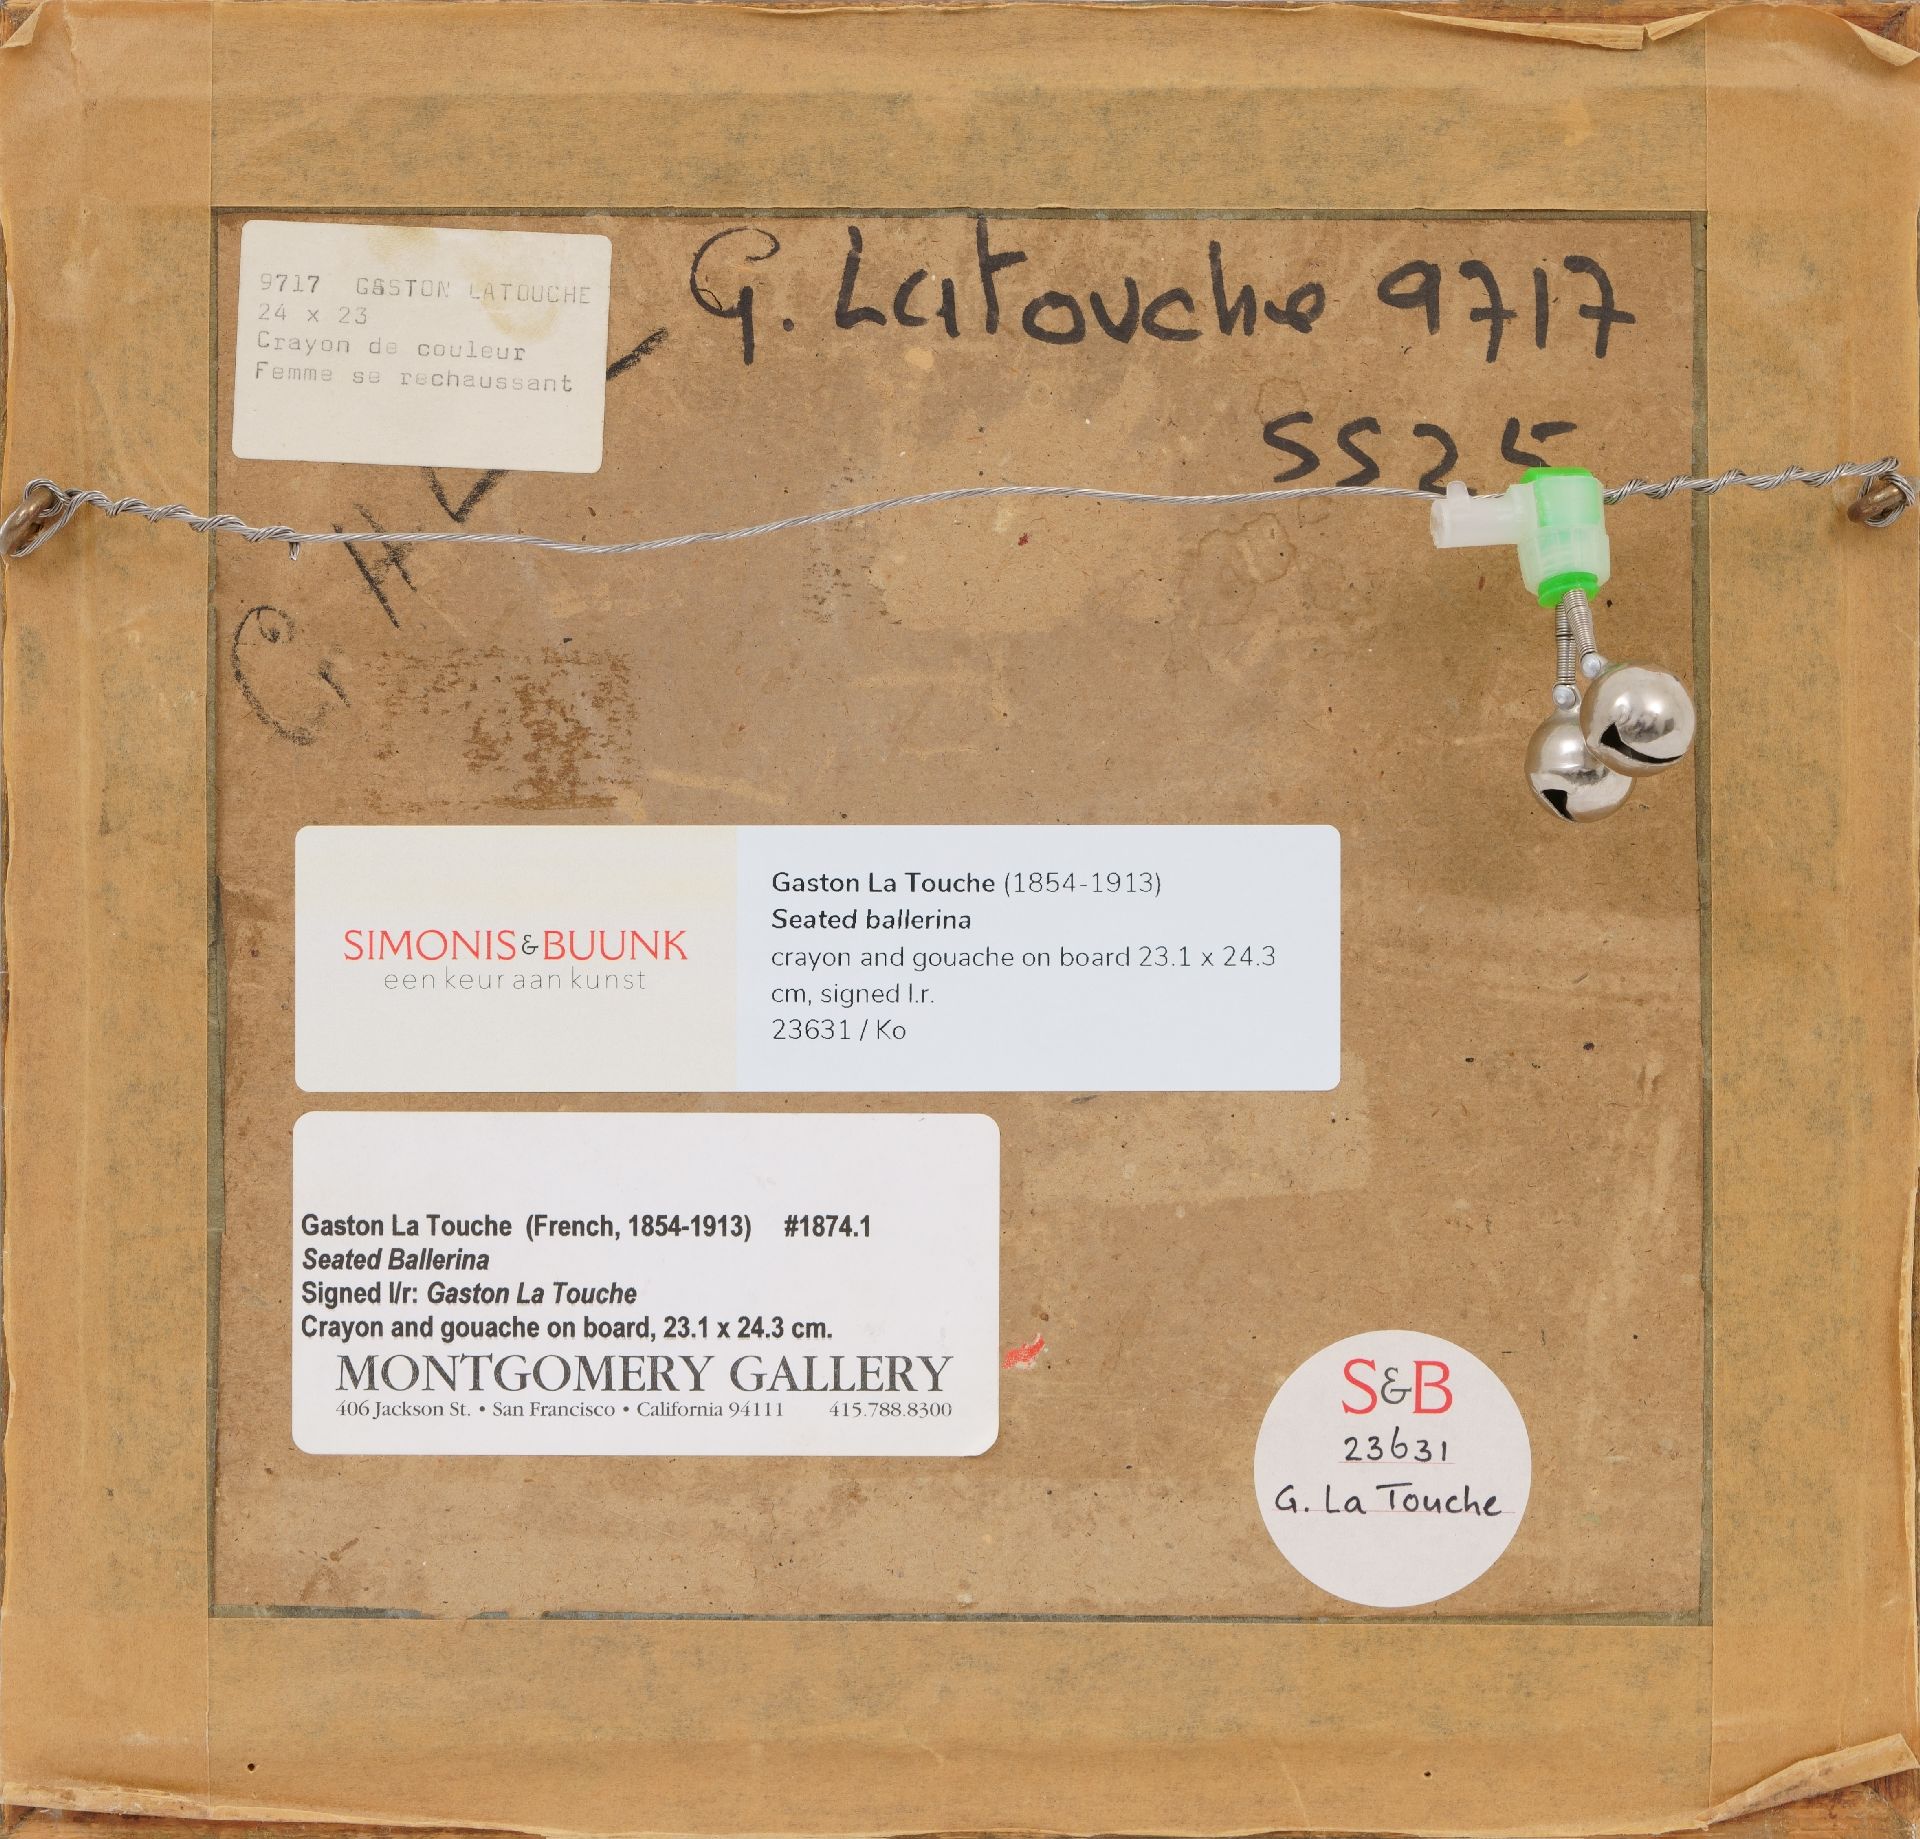 9717 GASTON LATOUCHE
24 x 23
Crayon de couleur
Femme se rechaussant
G. Latouche 9717
5525
G H L
SIMONIS&BUUNK
een keur aan kunst
Gaston La Touche (1854-1913)
Seated ballerina
crayon and gouache on board 23.1 x 24.3
cm, signed l.r.
23631 / Ko
Gaston La Touche (French, 1854-1913) #1874.1
Seated Ballerina
Signed l/r: Gaston La Touche
Crayon and gouache on board, 23.1 x 24.3 cm.
MONTGOMERY GALLERY
406 Jackson St. • San Francisco • California 94111 415.788.8300
S&B
23631
G. La Touche